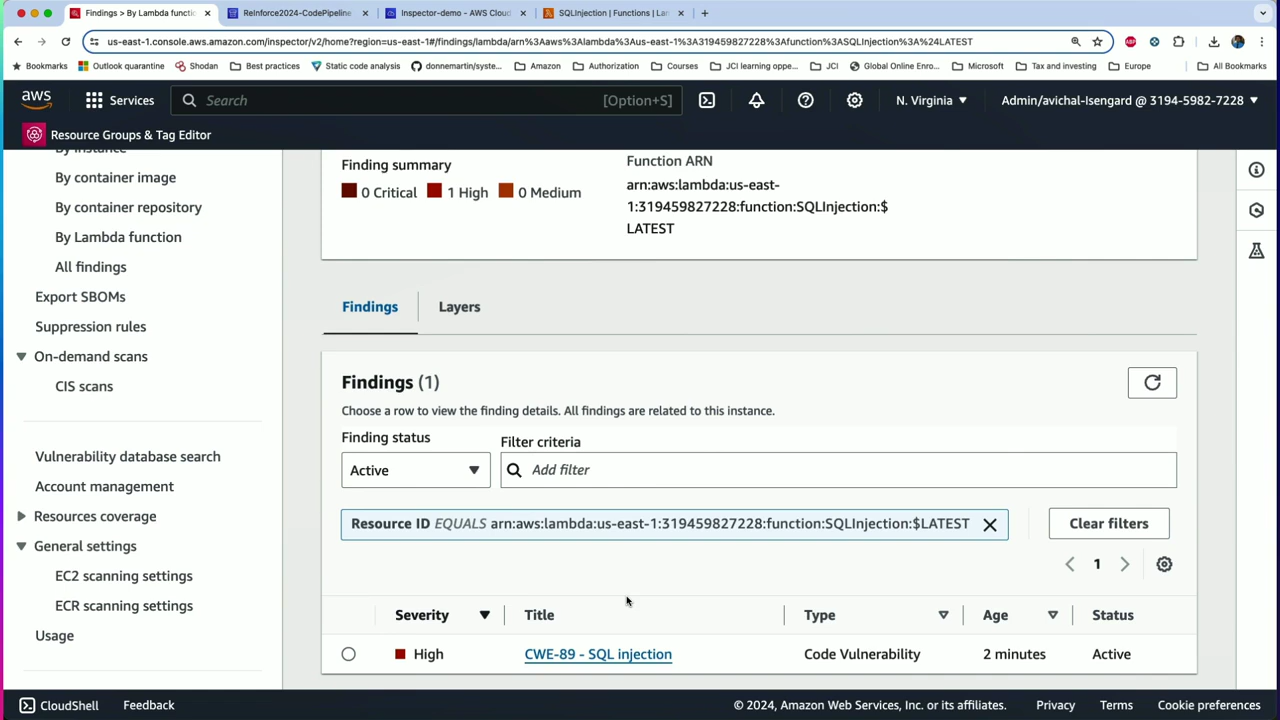 Findings > By Lambda functio
ReInforce2024-CodePipeline
Inspector-demo - AWS Cloud
SQLInjection | Functions | Lam
us-east-1.console.aws.amazon.com/inspector/v2/home?region=us-east-1#/findings/lambda/arn%3Aaws%3Alambda%3Aus-east-1%3A319459827228%3Afunction%3ASQLInjection%3A%24LATEST
Bookmarks
Outlook quarantine
Shodan
Best practices
Static code analysis
donnemartin/syste...
Amazon
Authorization
Courses
JCI learning oppe...
JCI
Global Online Enro...
Microsoft
Tax and investing
Europe
All Bookmarks
aws
Services
Search
[Option+S]
N. Virginia
Admin/avichal-Isengard @ 3194-5982-7228
Resource Groups & Tag Editor
By instance
By container image
By container repository
By Lambda function
All findings
Export SBOMs
Suppression rules
On-demand scans
CIS scans
Vulnerability database search
Account management
Resources coverage
General settings
EC2 scanning settings
ECR scanning settings
Usage
Finding summary
0 Critical
1 High
0 Medium
Function ARN
arn:aws:lambda:us-east-
1:319459827228:function:SQLInjection:$
LATEST
Findings
Layers
Findings (1)
Choose a row to view the finding details. All findings are related to this instance.
Finding status
Active
Filter criteria
Add filter
Resource ID EQUALS arn:aws:lambda:us-east-1:319459827228:function:SQLInjection:$LATEST
Clear filters
1
Severity
Title
Type
Age
Status
High
CWE-89 - SQL injection
Code Vulnerability
2 minutes
Active
CloudShell
Feedback
© 2024, Amazon Web Services, Inc. or its affiliates.
Privacy
Terms
Cookie preferences